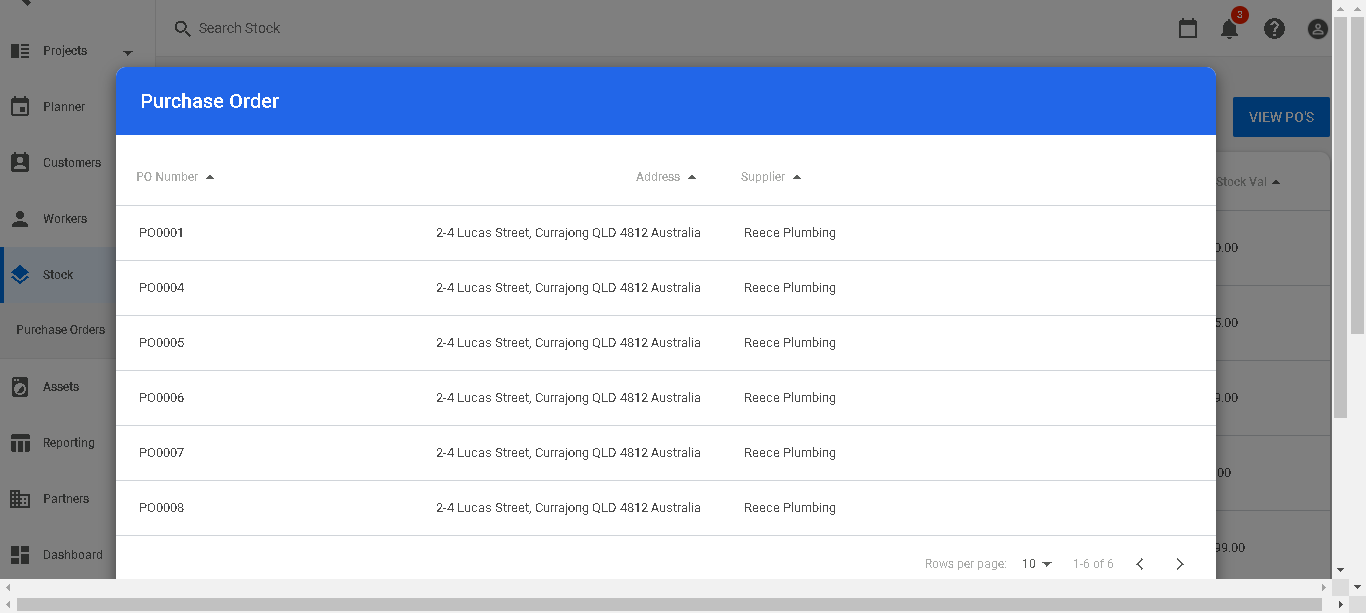 Search Stock
3
Projects
Planner
Customers
Workers
Stock
Purchase Orders
Assets
Reporting
Partners
Dashboard
VIEW PO'S
Stock Val
0.00
5.00
9.00
.00
99.00
Purchase Order
PO Number Address Supplier
PO0001 2-4 Lucas Street, Currajong QLD 4812 Australia Reece Plumbing
PO0004 2-4 Lucas Street, Currajong QLD 4812 Australia Reece Plumbing
PO0005 2-4 Lucas Street, Currajong QLD 4812 Australia Reece Plumbing
PO0006 2-4 Lucas Street, Currajong QLD 4812 Australia Reece Plumbing
PO0007 2-4 Lucas Street, Currajong QLD 4812 Australia Reece Plumbing
PO0008 2-4 Lucas Street, Currajong QLD 4812 Australia Reece Plumbing
Rows per page: 10 1-6 of 6